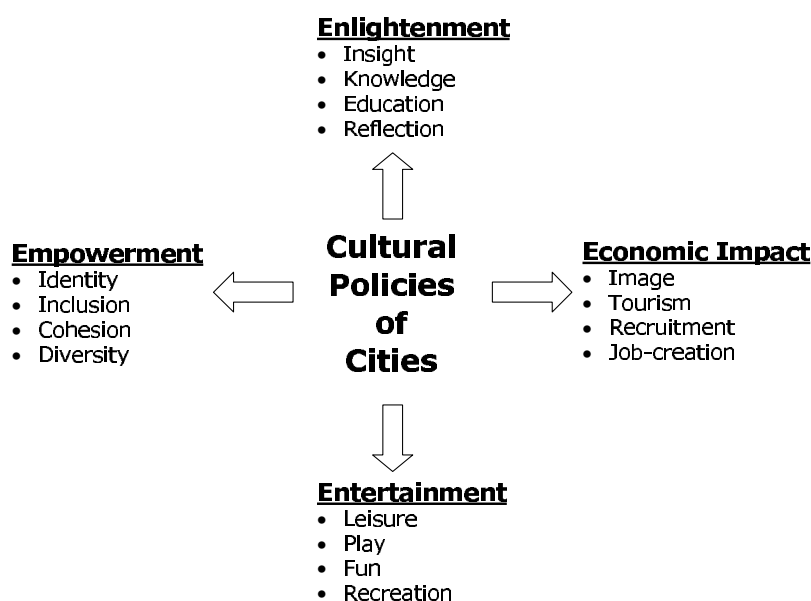 Enlightenment
• Insight
• Knowledge
• Education
• Reflection
Empowerment
• Identity
• Inclusion
• Cohesion
• Diversity
Cultural
Policies
of
Cities
Economic Impact
• Image
• Tourism
• Recruitment
• Job-creation
Entertainment
• Leisure
• Play
• Fun
• Recreation